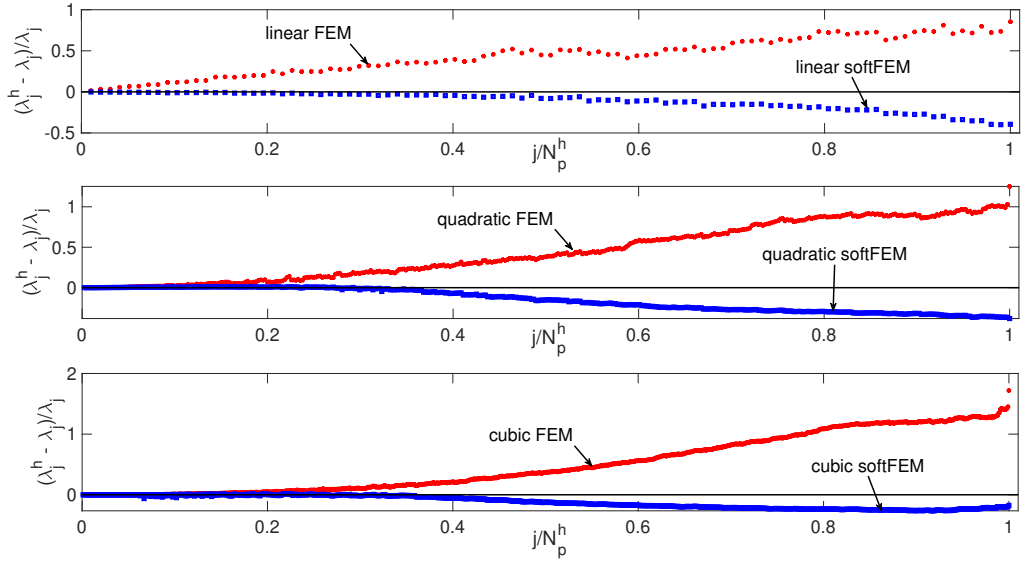 1
0.5
0
-0.5
(λ_j^h - λ_j)/λ_j
linear FEM
linear softFEM
0 0.2 0.4 0.6 0.8 1
j/N_p^h
1
0.5
0
(λ_j^h - λ_j)/λ_j
quadratic FEM
quadratic softFEM
0 0.2 0.4 0.6 0.8 1
j/N_p^h
2
1
0
(λ_j^h - λ_j)/λ_j
cubic FEM
cubic softFEM
0 0.2 0.4 0.6 0.8 1
j/N_p^h